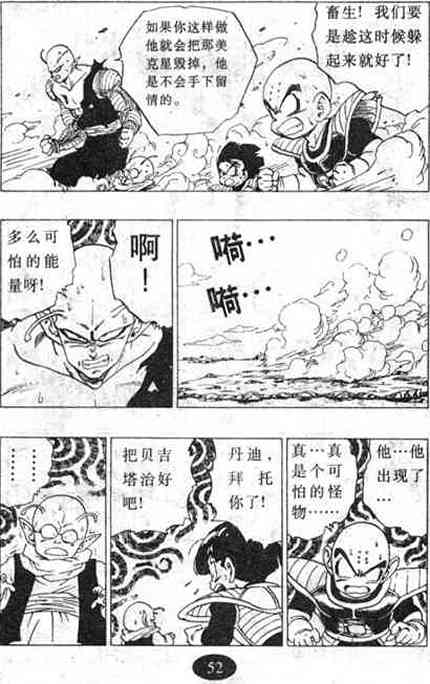 畜生！我们要
是趁这时候躲
起来就好了！
如果你这样做
他就会把那美
克星毁掉，他
是不会手下留
情的。
嗬…
嗬…
啊！
多么可
怕的能
量呀！
他…他
出现了
…
真…真
是个可
怕的怪
物……
丹迪，
拜托
你了！
把贝吉
塔治好
吧！
……
……
52